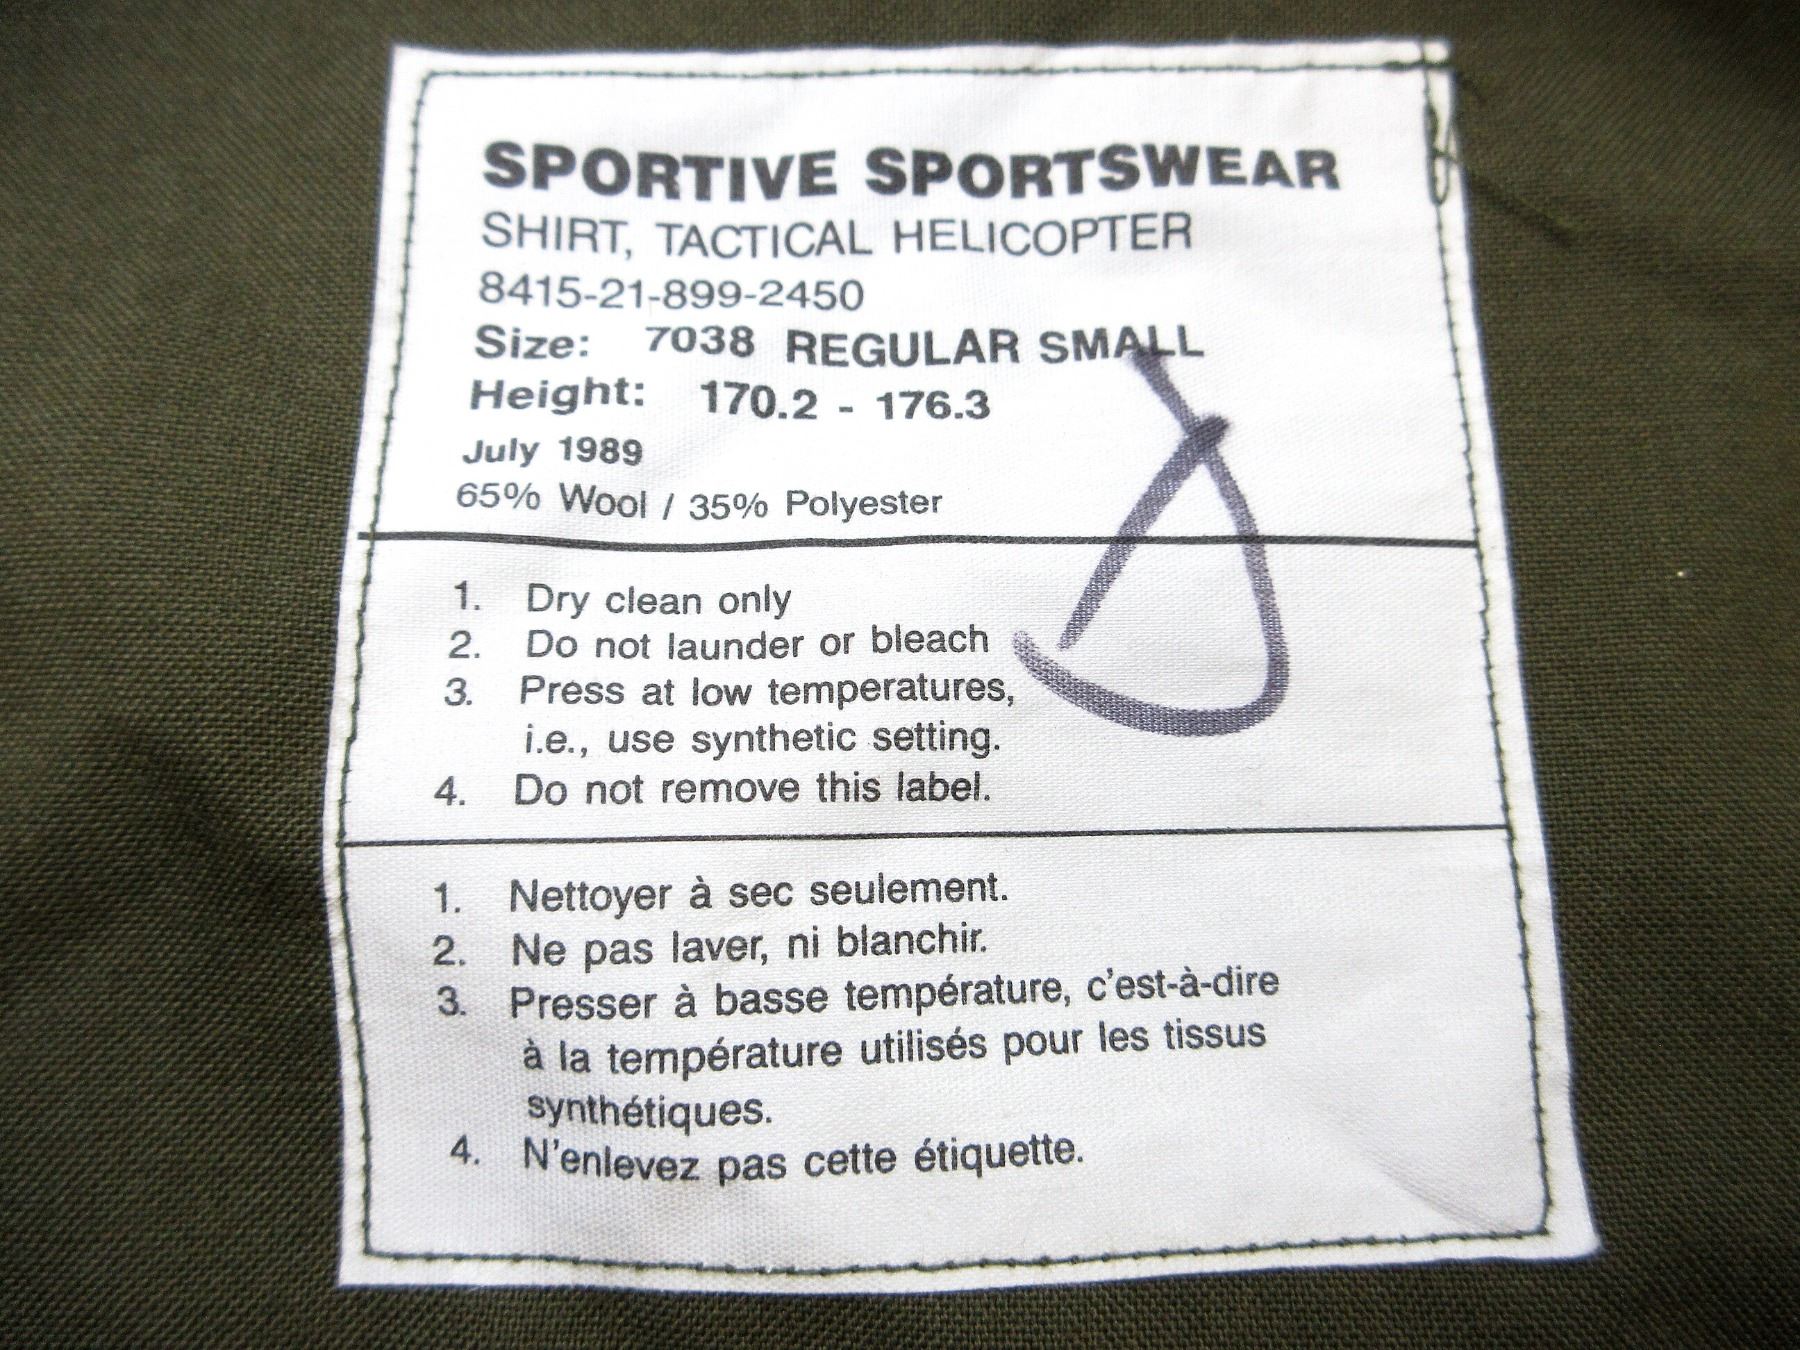 SPORTIVE SPORTSWEAR
SHIRT, TACTICAL HELICOPTER
8415-21-899-2450
Size: 7038 REGULAR SMALL
Height: 170.2 - 176.3
July 1989
65% Wool / 35% Polyester
1. Dry clean only
2. Do not launder or bleach
3. Press at low temperatures,
i.e., use synthetic setting.
4. Do not remove this label.
1. Nettoyer à sec seulement.
2. Ne pas laver, ni blanchir.
3. Presser à basse température, c'est-à-dire
à la température utilisés pour les tissus
synthétiques.
4. N'enlevez pas cette étiquette.